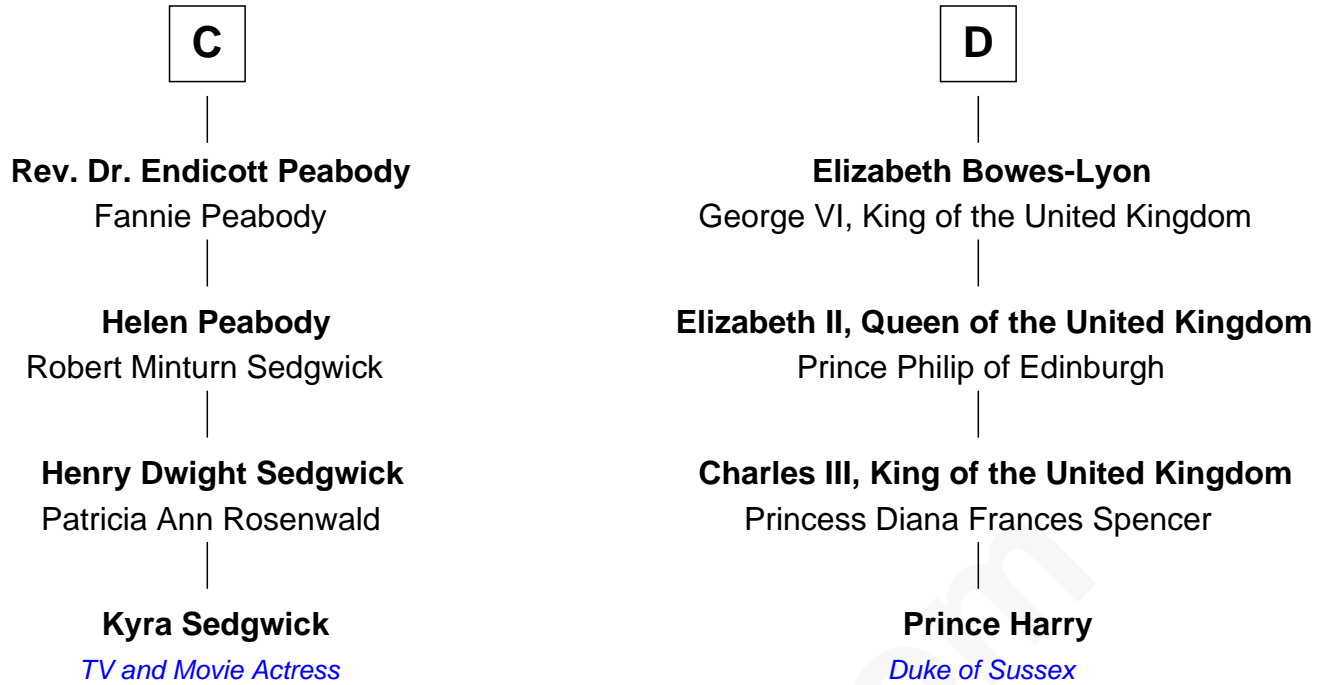 C
Rev. Dr. Endicott Peabody
Fannie Peabody
Helen Peabody
Robert Minturn Sedgwick
Henry Dwight Sedgwick
Patricia Ann Rosenwald
Kyra Sedgwick
TV and Movie Actress
D
Elizabeth Bowes-Lyon
George VI, King of the United Kingdom
Elizabeth II, Queen of the United Kingdom
Prince Philip of Edinburgh
Charles III, King of the United Kingdom
Princess Diana Frances Spencer
Prince Harry
Duke of Sussex